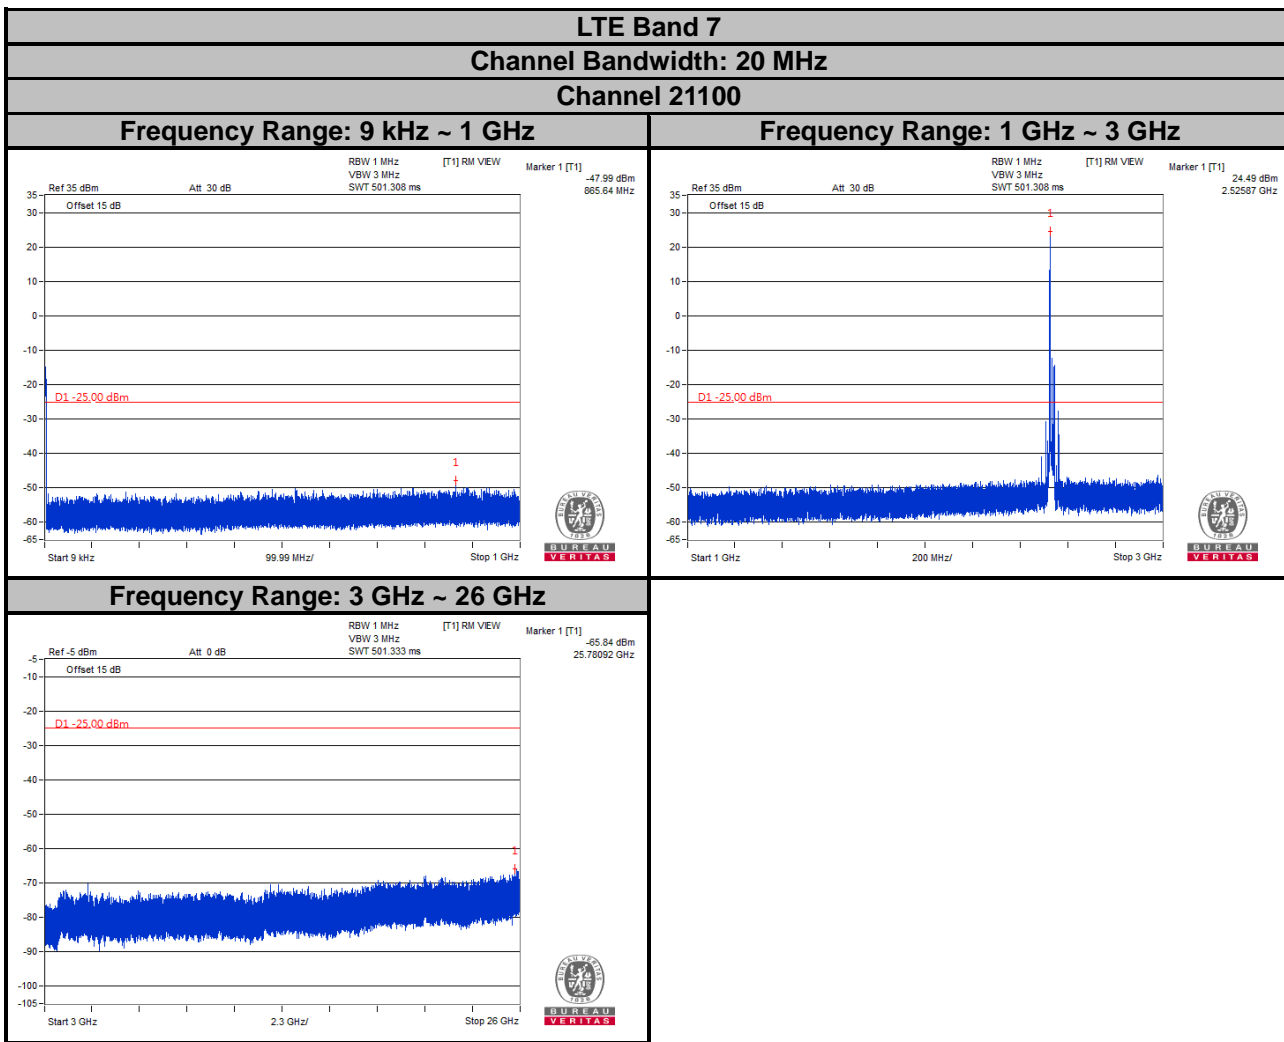 LTE Band 7
Channel Bandwidth: 20 MHz
Channel 21100
Frequency Range: 9 kHz ~ 1 GHz
RBW 1 MHz
[T1] RM VIEW
Marker 1 [T1]
VBW 3 MHz
-47.99 dBm
Ref 35 dBm
Att 30 dB
SWT 501.308 ms
865.64 MHz
35
Offset 15 dB
30
20
10
0
-10
-20
D1 -25.00 dBm
-30
-40
1
-50
-60
-65
Start 9 kHz
99.99 MHz/
Stop 1 GHz
BUREAU VERITAS
1828
BUREAU
VERITAS
Frequency Range: 1 GHz ~ 3 GHz
RBW 1 MHz
[T1] RM VIEW
Marker 1 [T1]
VBW 3 MHz
24.49 dBm
Ref 35 dBm
Att 30 dB
SWT 501.308 ms
2.52587 GHz
35
Offset 15 dB
30
1
20
10
0
-10
-20
D1 -25.00 dBm
-30
-40
-50
-60
-65
Start 1 GHz
200 MHz/
Stop 3 GHz
BUREAU VERITAS
1828
BUREAU
VERITAS
Frequency Range: 3 GHz ~ 26 GHz
RBW 1 MHz
[T1] RM VIEW
Marker 1 [T1]
VBW 3 MHz
-65.84 dBm
Ref -5 dBm
Att 0 dB
SWT 501.333 ms
25.78092 GHz
-5
Offset 15 dB
-10
-20
D1 -25.00 dBm
-30
-40
-50
-60
1
-70
-80
-90
-100
-105
Start 3 GHz
2.3 GHz/
Stop 26 GHz
BUREAU VERITAS
1828
BUREAU
VERITAS